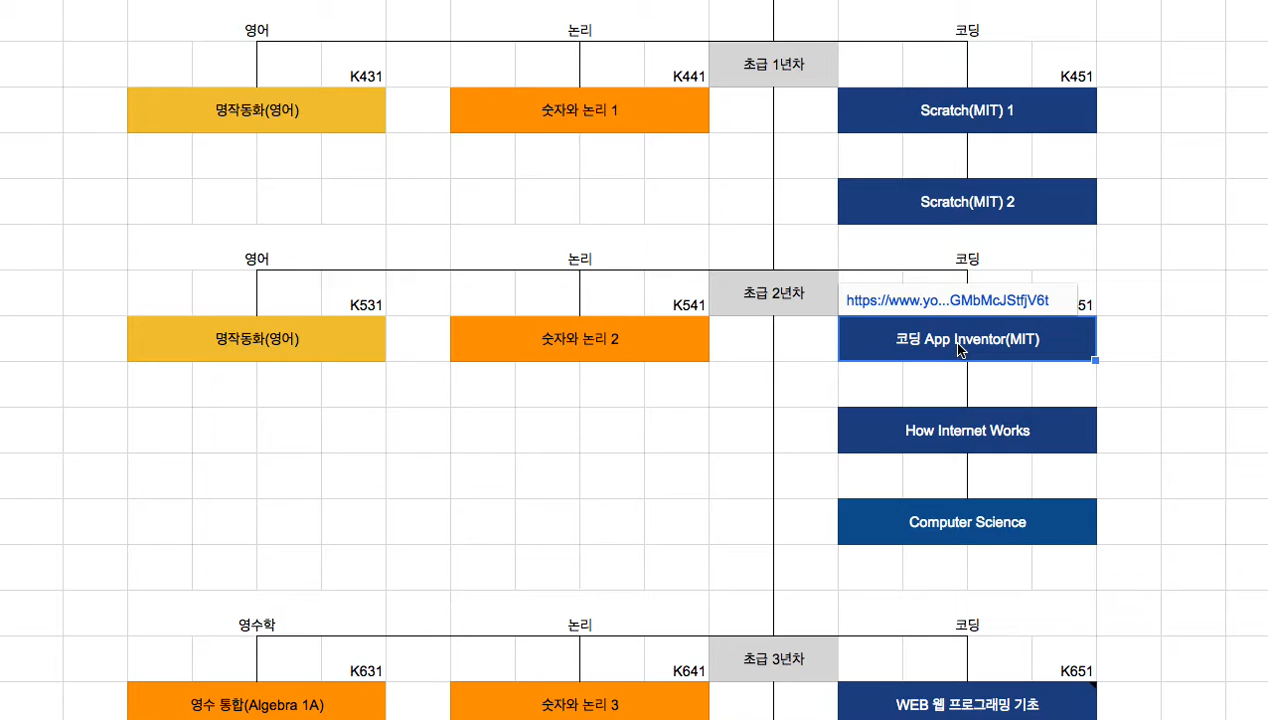 영어
논리
코딩
K431
K441
초급 1년차
K451
명작동화(영어)
숫자와 논리 1
Scratch(MIT) 1
Scratch(MIT) 2
영어
논리
코딩
K531
K541
초급 2년차
https://www.yo...GMbMcJStfjV6t
51
명작동화(영어)
숫자와 논리 2
코딩 App Inventor(MIT)
How Internet Works
Computer Science
영수학
논리
코딩
K631
K641
초급 3년차
K651
영수 통합(Algebra 1A)
숫자와 논리 3
WEB 웹 프로그래밍 기초